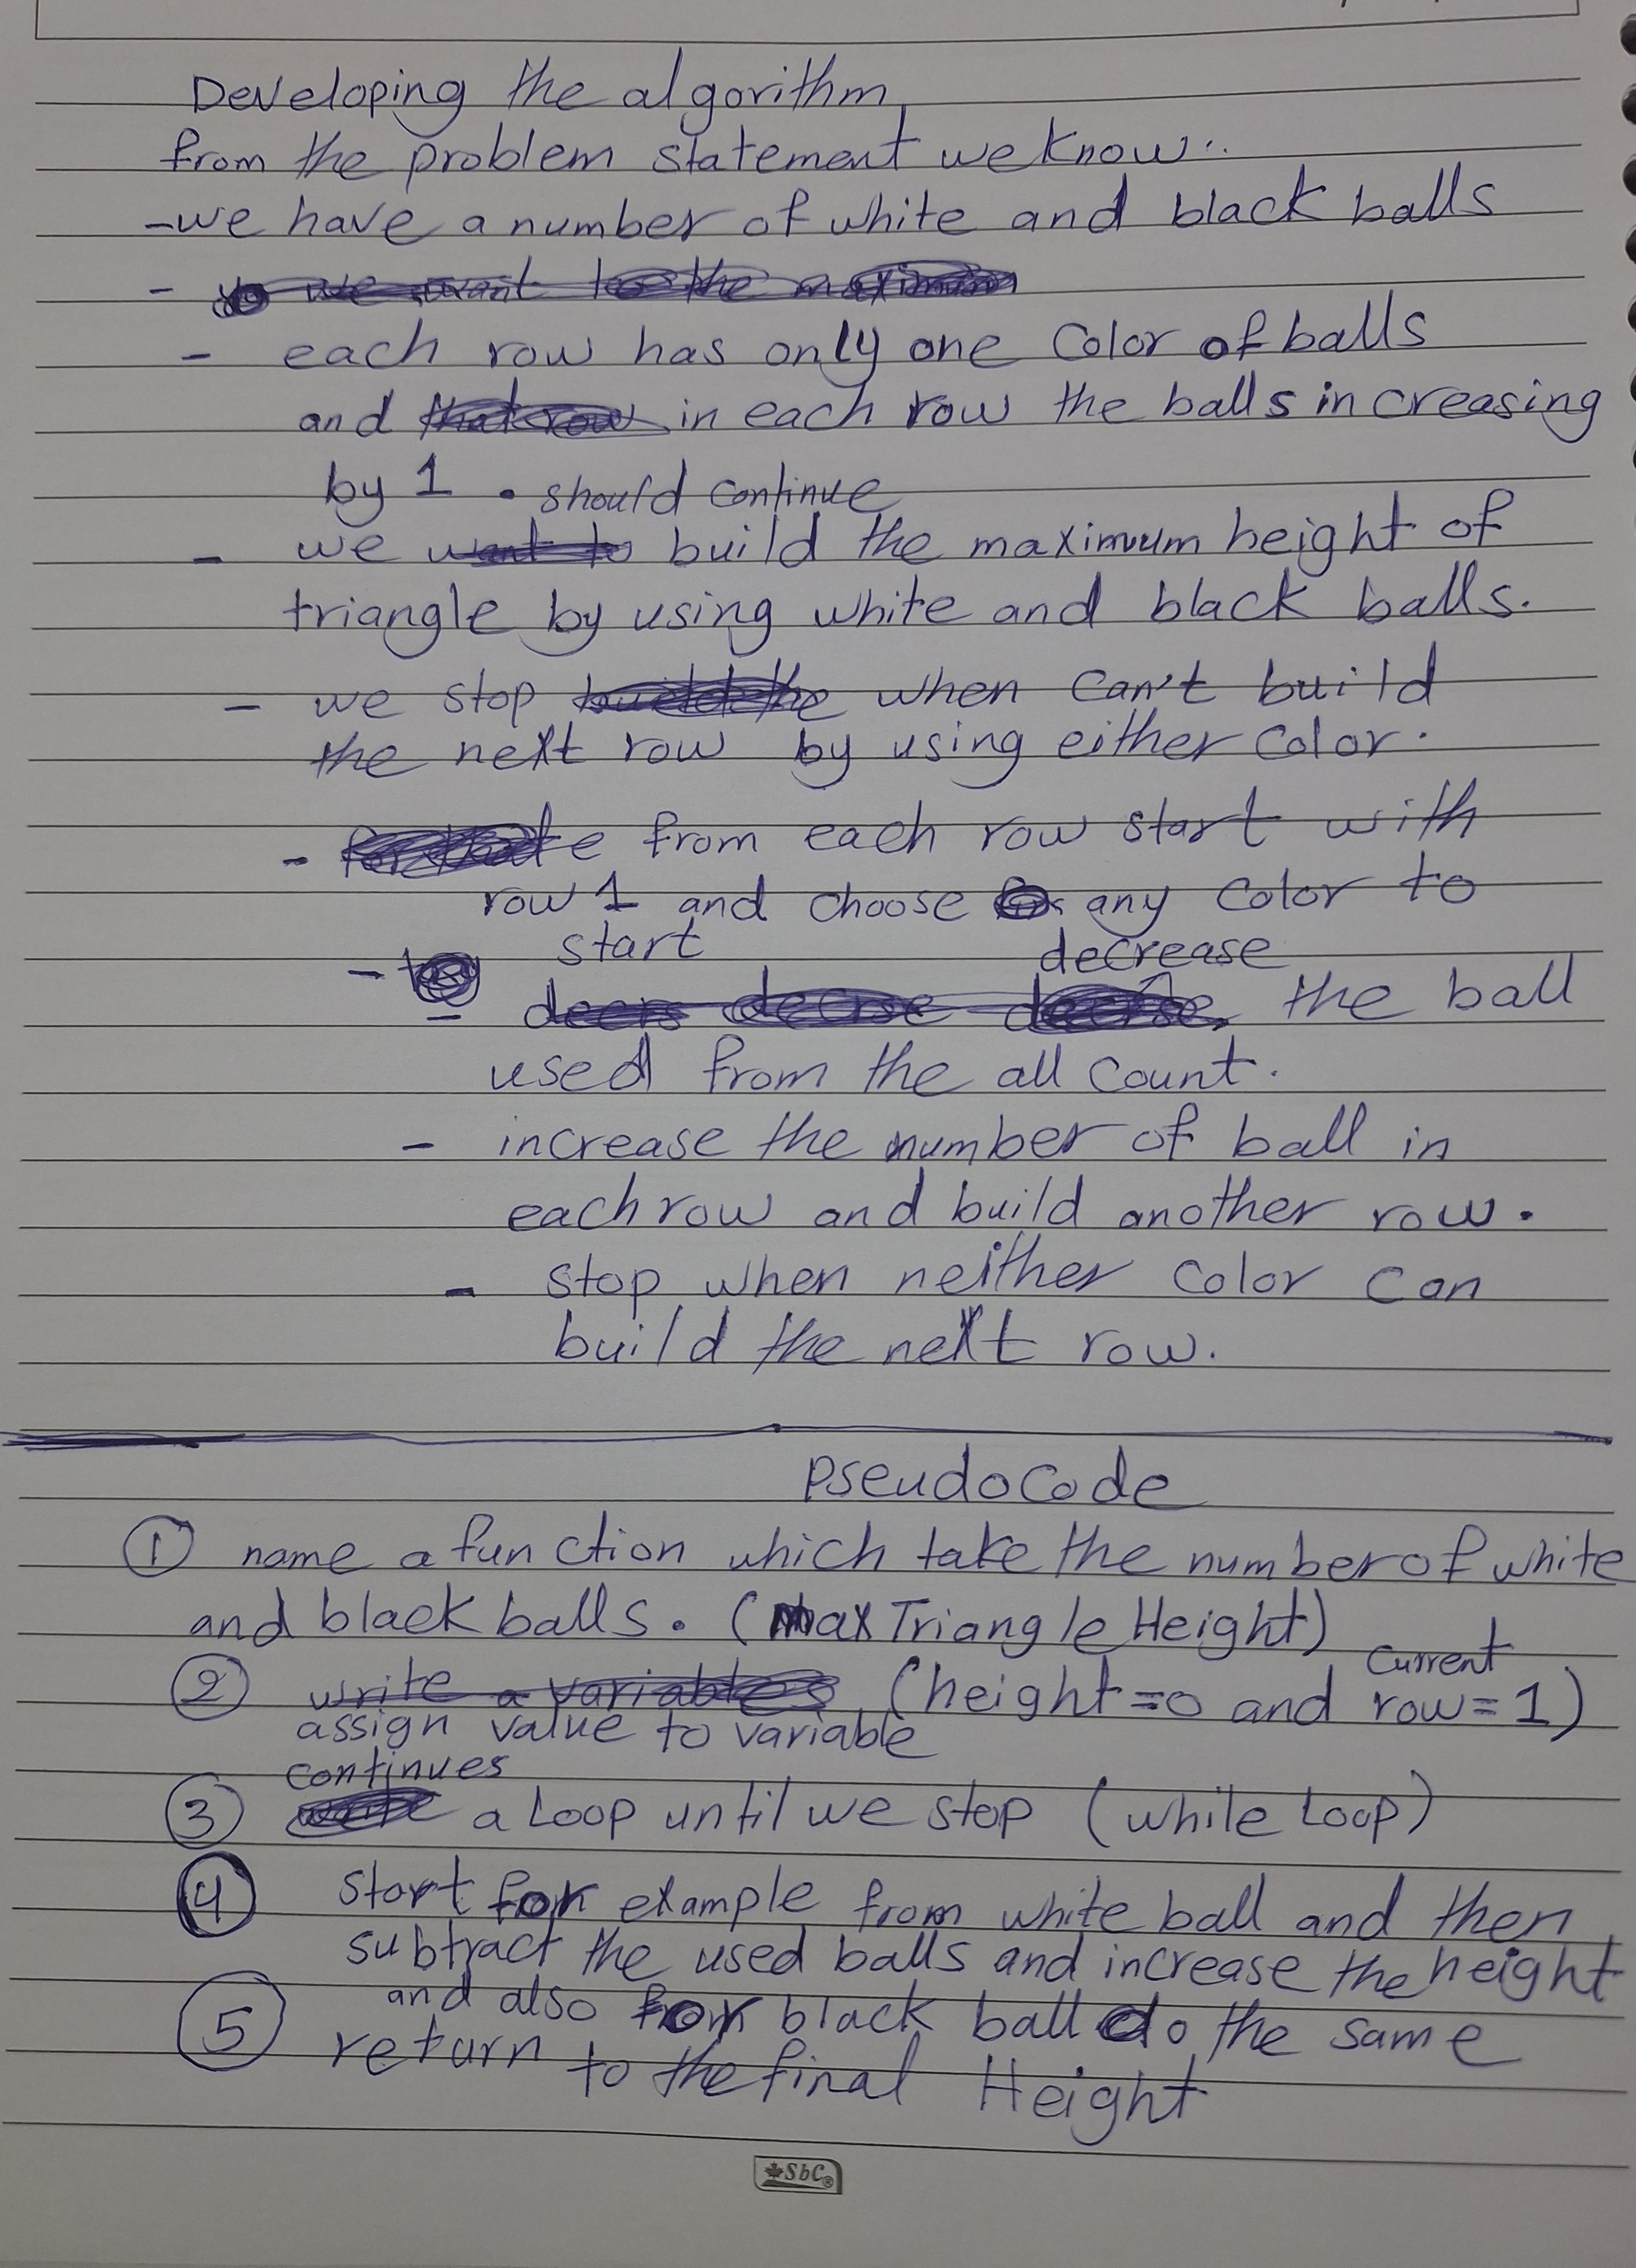 Developing the algorithm
from the problem statement we know..
- we have a number of white and black balls
-
- each row has only one color of balls
and in each row the balls increasing
by 1 . should continue
- we build the maximum height of
triangle by using white and black balls.
- we stop when can't build
the next row by using either color.
- from each row start with
row 1 and choose any color to
start
- decrease
- the ball
used from the all count.
- increase the number of ball in
each row and build another row.
- stop when neither color can
build the next row.
Pseudocode
① name a function which take the number of white
and black balls. (MaxTriangleHeight)
current
② (height=0 and row=1)
assign value to variable
continues
③ a Loop until we stop (while Loop)
④ start for example from white ball and then
subtract the used balls and increase the height
and also for black ball do the same
⑤ return to the final Height
SbC®